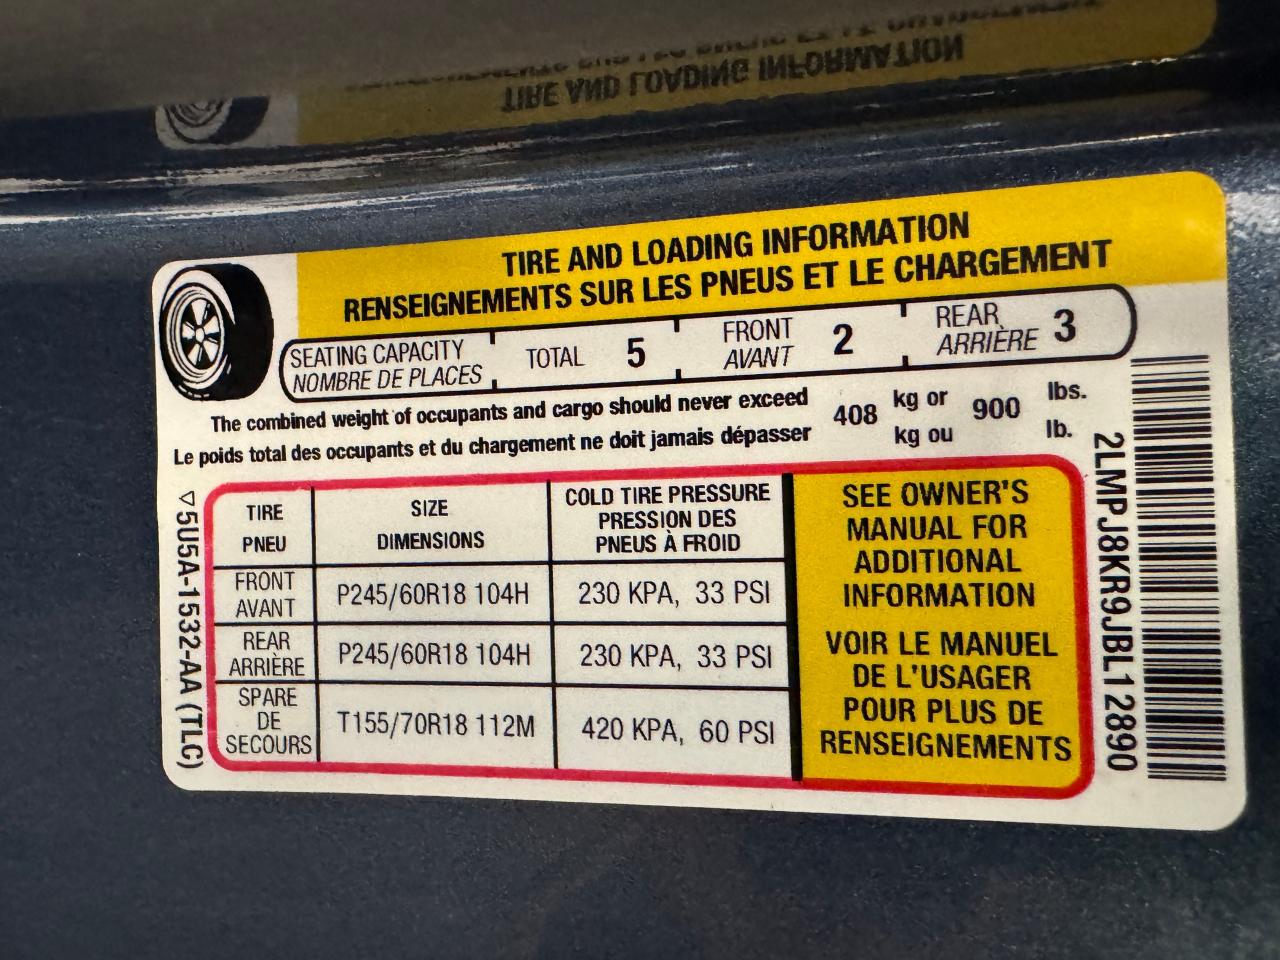 TIRE AND LOADING INFORMATION
TIRE AND LOADING INFORMATION
RENSEIGNEMENTS SUR LES PNEUS ET LE CHARGEMENT
SEATING CAPACITY TOTAL 5 FRONT 2 REAR 3
NOMBRE DE PLACES AVANT ARRIÈRE
The combined weight of occupants and cargo should never exceed 408 kg or 900 lbs.
Le poids total des occupants et du chargement ne doit jamais dépasser kg ou lb.
TIRE
PNEU
SIZE
DIMENSIONS
COLD TIRE PRESSURE
PRESSION DES
PNEUS À FROID
FRONT
AVANT
P245/60R18 104H
230 KPA, 33 PSI
REAR
ARRIÈRE
P245/60R18 104H
230 KPA, 33 PSI
SPARE
DE
SECOURS
T155/70R18 112M
420 KPA, 60 PSI
SEE OWNER'S
MANUAL FOR
ADDITIONAL
INFORMATION
VOIR LE MANUEL
DE L'USAGER
POUR PLUS DE
RENSEIGNEMENTS
▽5U5A-1532-AA (TLC)
2LMPJ8KR9JBL12890